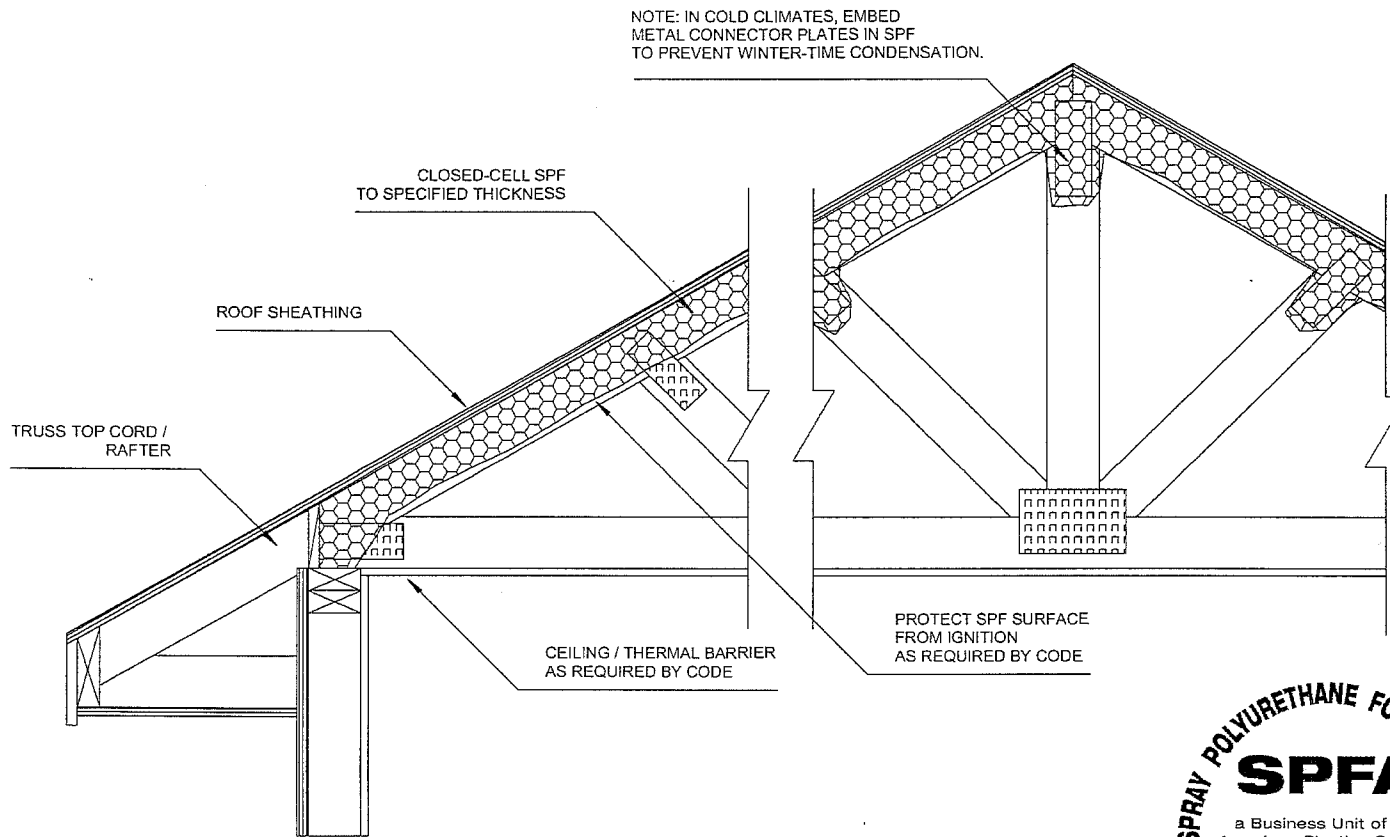 NOTE: IN COLD CLIMATES, EMBED
METAL CONNECTOR PLATES IN SPF
TO PREVENT WINTER-TIME CONDENSATION.
CLOSED-CELL SPF
TO SPECIFIED THICKNESS
ROOF SHEATHING
TRUSS TOP CORD /
RAFTER
PROTECT SPF SURFACE
FROM IGNITION
AS REQUIRED BY CODE
CEILING / THERMAL BARRIER
AS REQUIRED BY CODE
SPRAY POLYURETHANE
SPFA
a Business Unit of